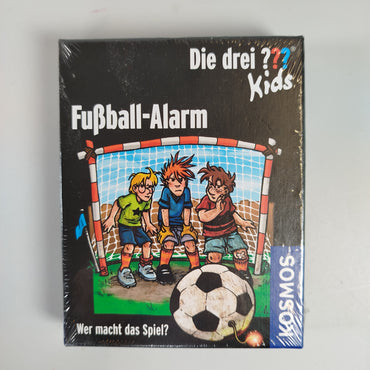 Die drei ???®
Kids
Fußball-Alarm
Wer macht das Spiel?
KOSMOS